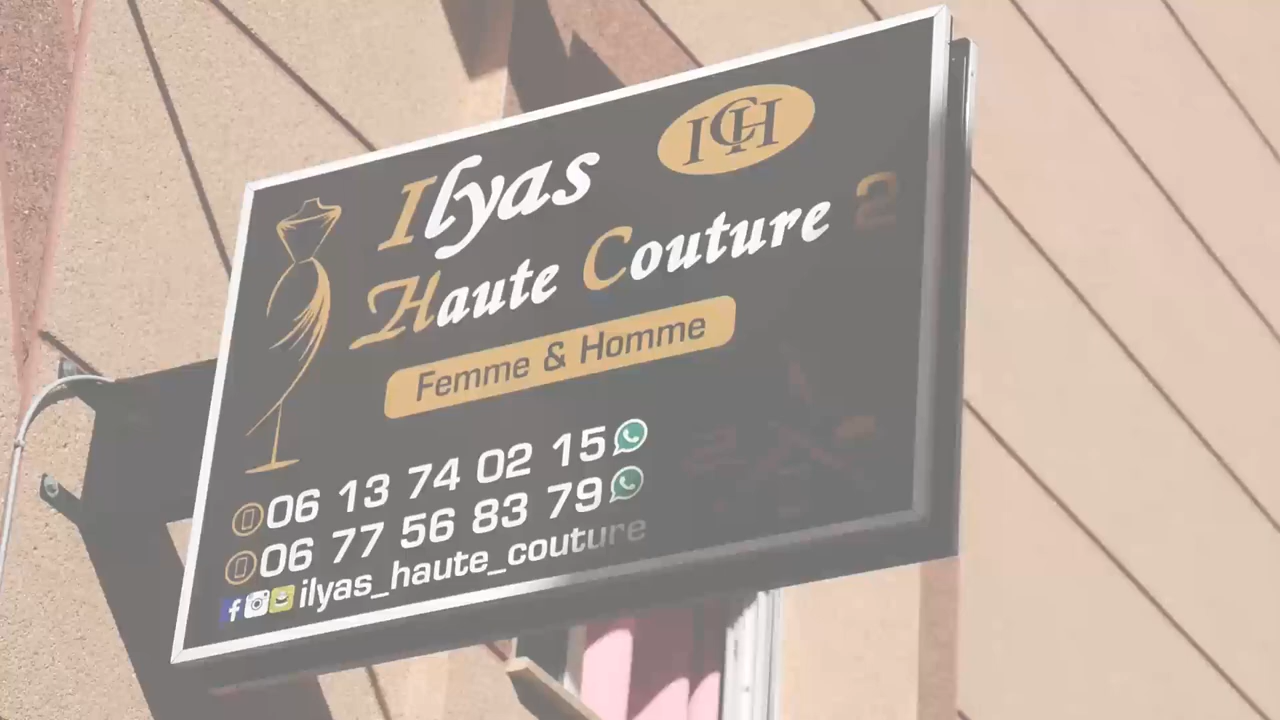 ICH
Ilyas
Haute Couture 2
Femme & Homme
06 13 74 02 15
06 77 56 83 79
ilyas_haute_couture